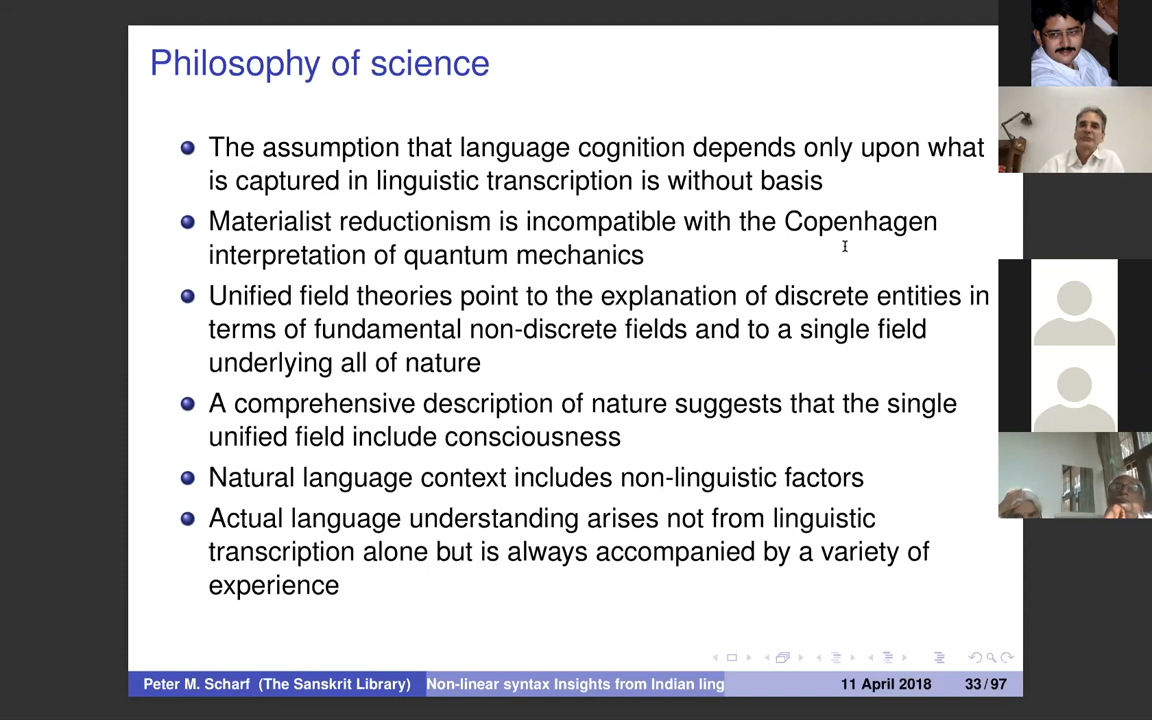 Philosophy of science
The assumption that language cognition depends only upon what
is captured in linguistic transcription is without basis
Materialist reductionism is incompatible with the Copenhagen
interpretation of quantum mechanics
Unified field theories point to the explanation of discrete entities in
terms of fundamental non-discrete fields and to a single field
underlying all of nature
A comprehensive description of nature suggests that the single
unified field include consciousness
Natural language context includes non-linguistic factors
Actual language understanding arises not from linguistic
transcription alone but is always accompanied by a variety of
experience
Peter M. Scharf (The Sanskrit Library) Non-linear syntax Insights from Indian ling 11 April 2018 33 / 97